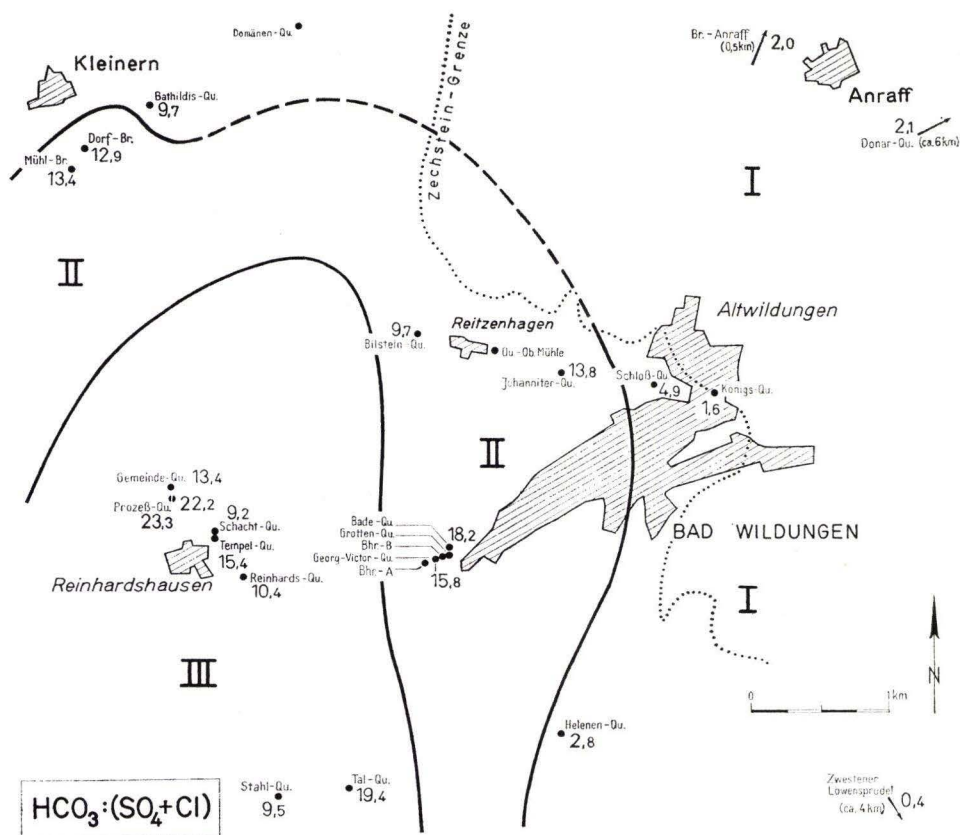 Domänen-Qu.
Kleinern
Bathildis-Qu.
9,7
Dorf-Br.
12,9
Mühl-Br.
13,4
Zechstein-Grenze
Br.-Anraff
(0,5km)
2,0
Anraff
2,1
Donar-Qu. (ca.6km)
I
II
9,7
Bilstein-Qu.
Reitzenhagen
Qu.-Ob.Mühle
13,8
Johanniter-Qu.
Altwildungen
Schloß-Qu.
4,9
Königs-Qu.
1,6
II
Gemeinde-Qu. 13,4
Prozeß-Qu. 22,2
23,3
9,2
Schacht-Qu.
Tempel-Qu.
15,4
Reinhardshausen
Reinhards-Qu.
10,4
Bade-Qu.
18,2
Grotten-Qu.
Bhr.-B
Georg-Victor-Qu.
Bhr.-A
15,8
BAD WILDUNGEN
I
III
N
0 1km
Helenen-Qu.
2,8
Stahl-Qu.
9,5
Tal-Qu.
19,4
HCO₃:(SO₄+Cl)
Zwestener
Löwensprudel
(ca. 4km)
0,4